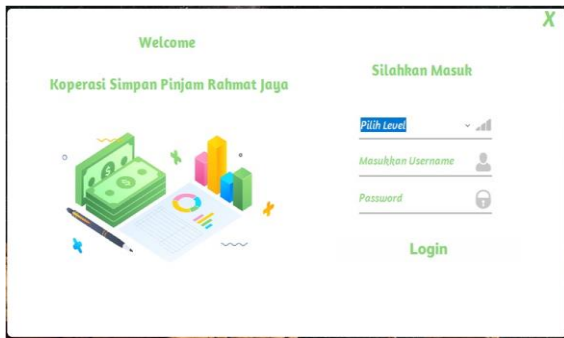 X
Welcome
Koperasi Simpan Pinjam Rahmat Jaya
Silahkan Masuk
Pilih Level
Masukkan Username
Password
Login